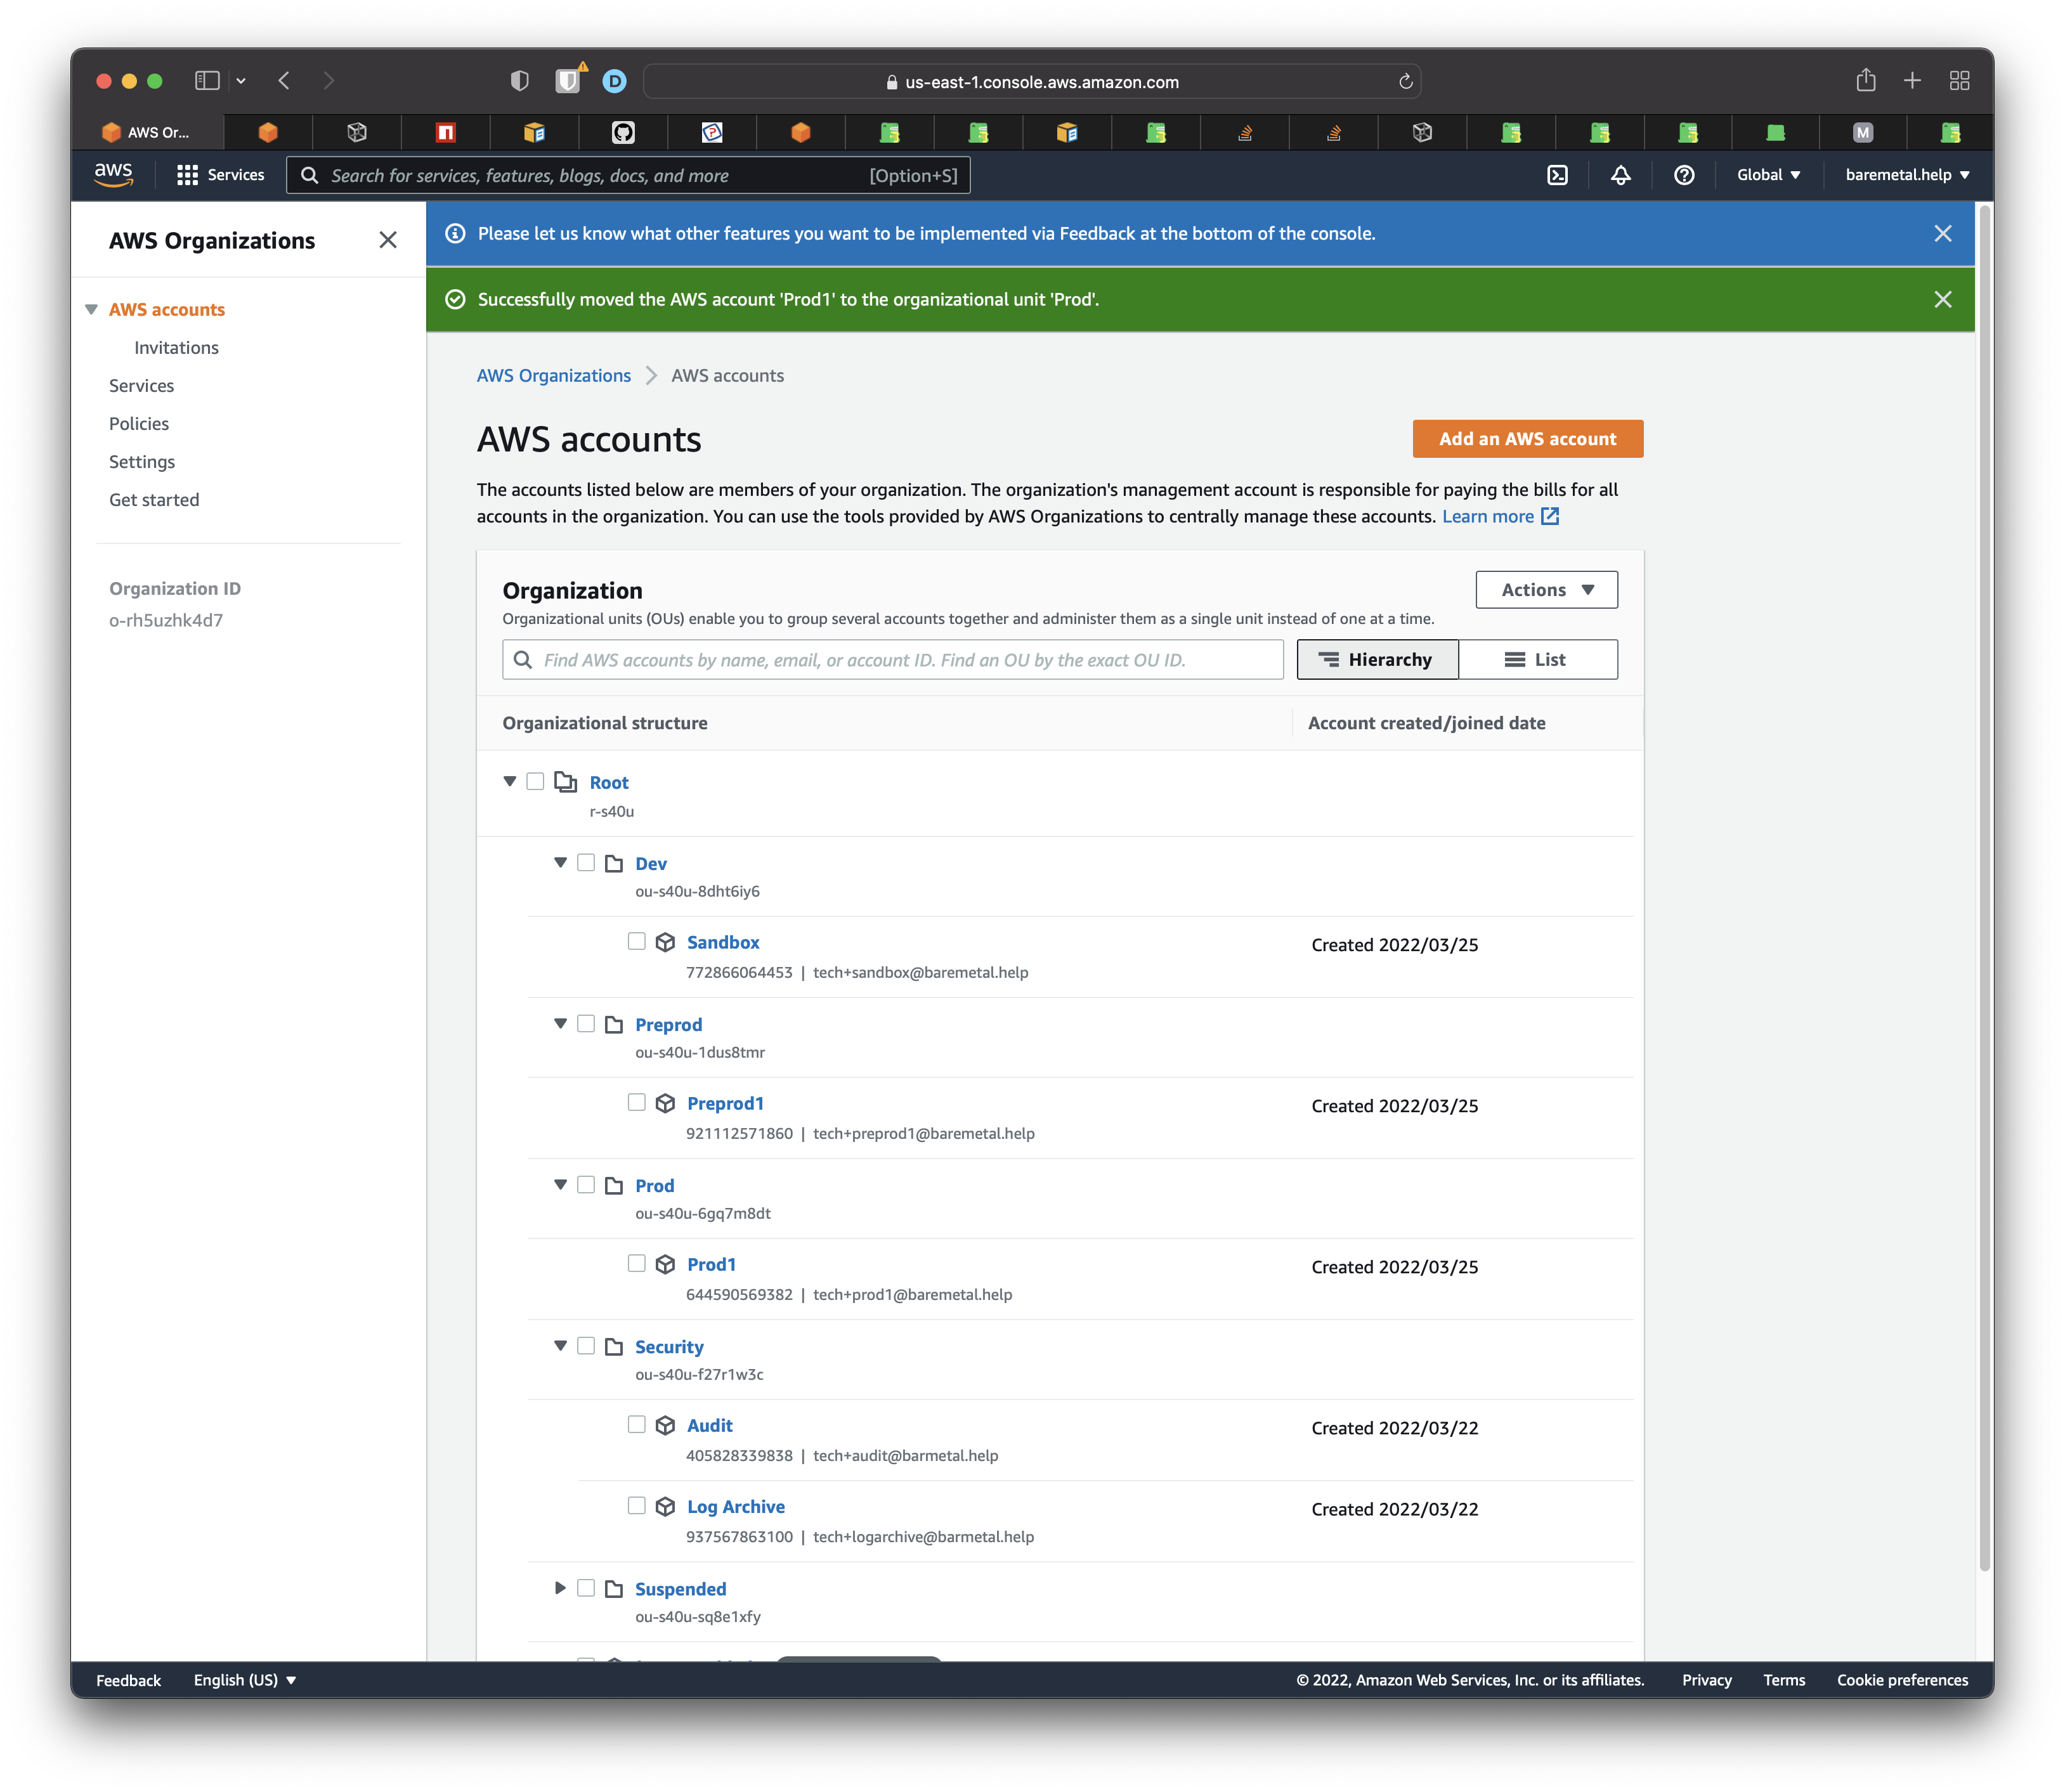 us-east-1.console.aws.amazon.com
AWS Or...
aws
Services
Search for services, features, blogs, docs, and more
[Option+S]
Global
baremetal.help
AWS Organizations
AWS accounts
Invitations
Services
Policies
Settings
Get started
Organization ID
o-rh5uzhk4d7
Please let us know what other features you want to be implemented via Feedback at the bottom of the console.
Successfully moved the AWS account 'Prod1' to the organizational unit 'Prod'.
AWS Organizations
AWS accounts
AWS accounts
Add an AWS account
The accounts listed below are members of your organization. The organization's management account is responsible for paying the bills for all
accounts in the organization. You can use the tools provided by AWS Organizations to centrally manage these accounts. Learn more
Organization
Actions
Organizational units (OUs) enable you to group several accounts together and administer them as a single unit instead of one at a time.
Find AWS accounts by name, email, or account ID. Find an OU by the exact OU ID.
Hierarchy
List
Organizational structure
Account created/joined date
Root
r-s40u
Dev
ou-s40u-8dht6iy6
Sandbox
Created 2022/03/25
772866064453 | tech+sandbox@baremetal.help
Preprod
ou-s40u-1dus8tmr
Preprod1
Created 2022/03/25
921112571860 | tech+preprod1@baremetal.help
Prod
ou-s40u-6gq7m8dt
Prod1
Created 2022/03/25
644590569382 | tech+prod1@baremetal.help
Security
ou-s40u-f27r1w3c
Audit
Created 2022/03/22
405828339838 | tech+audit@barmetal.help
Log Archive
Created 2022/03/22
937567863100 | tech+logarchive@barmetal.help
Suspended
ou-s40u-sq8e1xfy
Feedback
English (US)
© 2022, Amazon Web Services, Inc. or its affiliates.
Privacy
Terms
Cookie preferences